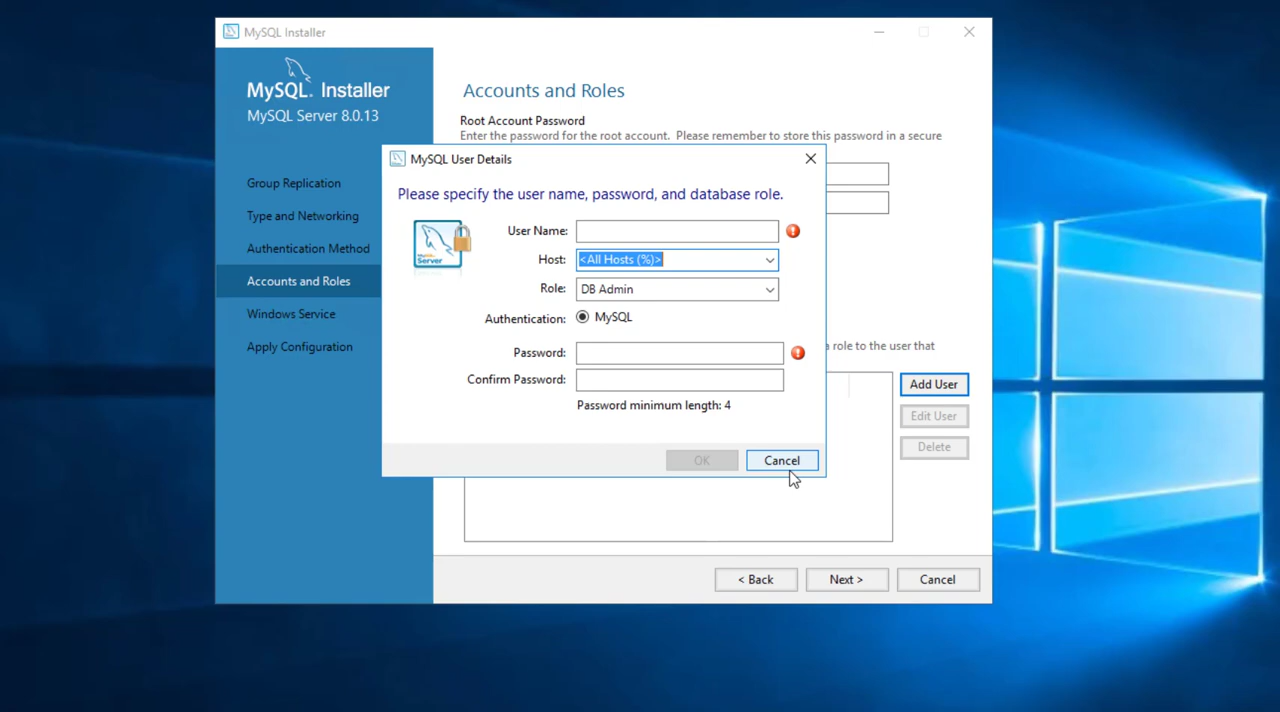 MySQL Installer
MySQL. Installer
MySQL Server 8.0.13
Group Replication
Type and Networking
Authentication Method
Accounts and Roles
Windows Service
Apply Configuration
Accounts and Roles
Root Account Password
Enter the password for the root account. Please remember to store this password in a secure
MySQL User Details
Please specify the user name, password, and database role.
MySQL
Server
User Name:
Host: <All Hosts (%)>
Role: DB Admin
Authentication: MySQL
Password:
Confirm Password:
Password minimum length: 4
OK Cancel
a role to the user that
Add User
Edit User
Delete
< Back Next > Cancel